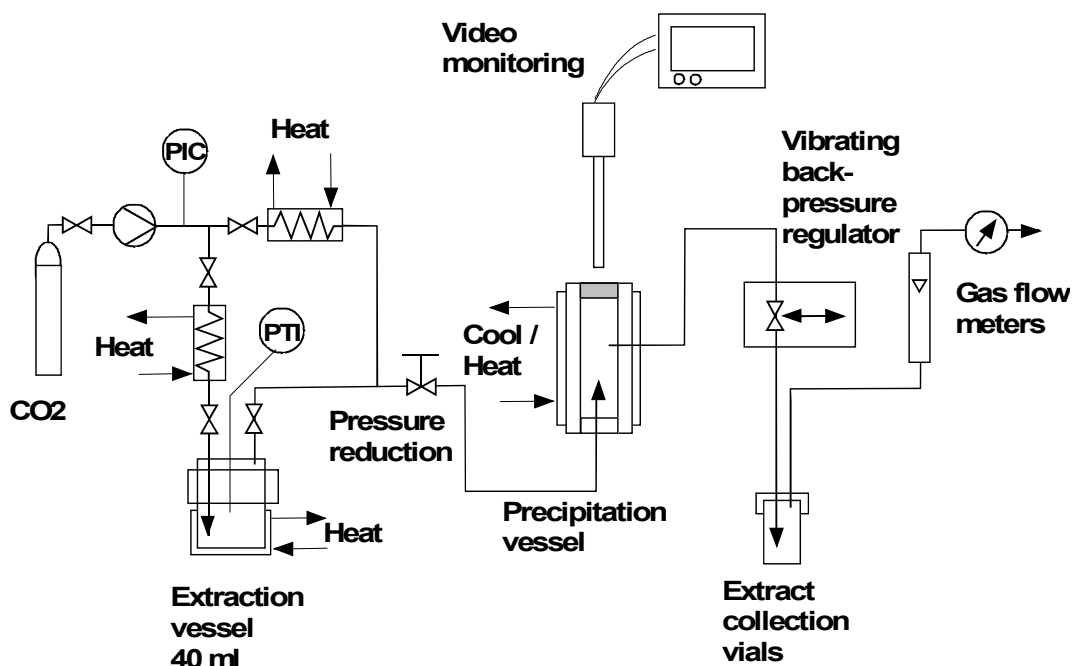 Video
monitoring
Heat
PIC
Vibrating
back-
pressure
regulator
Gas flow
meters
Heat
PTI
Cool /
Heat
CO2
Pressure
reduction
Heat
Precipitation
vessel
Extraction
vessel
40 ml
Extract
collection
vials